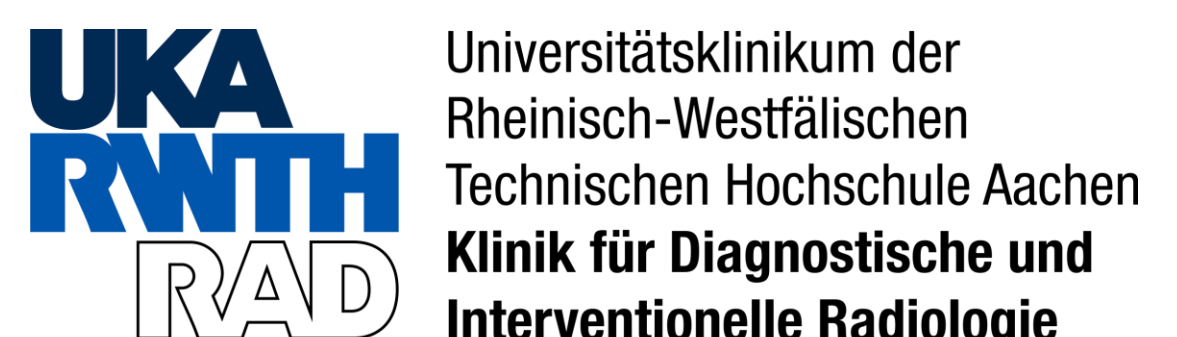 UKA
RWTH
RAD
Universitätsklinikum der
Rheinisch-Westfälischen
Technischen Hochschule Aachen
Klinik für Diagnostische und
Interventionelle Radiologie